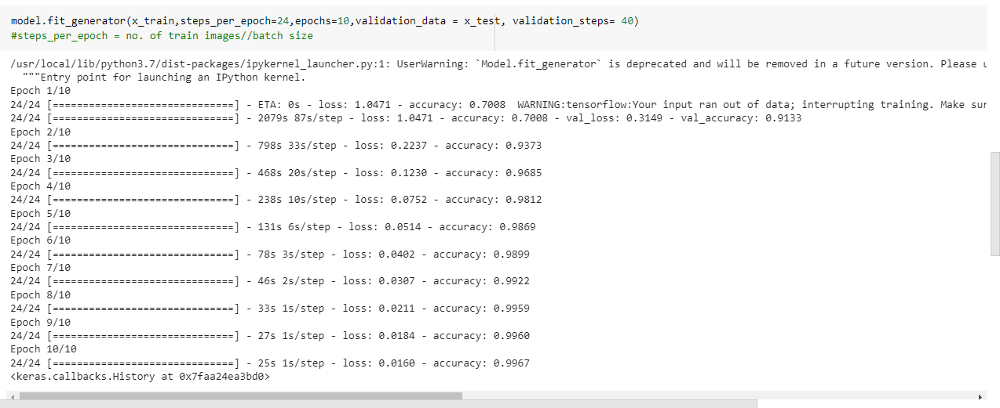 model.fit_generator(x_train,steps_per_epoch=24,epochs=10,validation_data = x_test, validation_steps= 40)
#steps_per_epoch = no. of train images//batch size
/usr/local/lib/python3.7/dist-packages/ipykernel_launcher.py:1: UserWarning: `Model.fit_generator` is deprecated and will be removed in a future version. Please
"""Entry point for launching an IPython kernel.
Epoch 1/10
24/24 [==============================] - ETA: 0s - loss: 1.0471 - accuracy: 0.7008  WARNING:tensorflow:Your input ran out of data; interrupting training. Make
24/24 [==============================] - 2079s 87s/step - loss: 1.0471 - accuracy: 0.7008 - val_loss: 0.3149 - val_accuracy: 0.9133
Epoch 2/10
24/24 [==============================] - 798s 33s/step - loss: 0.2237 - accuracy: 0.9373
Epoch 3/10
24/24 [==============================] - 468s 20s/step - loss: 0.1230 - accuracy: 0.9685
Epoch 4/10
24/24 [==============================] - 238s 10s/step - loss: 0.0752 - accuracy: 0.9812
Epoch 5/10
24/24 [==============================] - 131s 6s/step - loss: 0.0514 - accuracy: 0.9869
Epoch 6/10
24/24 [==============================] - 78s 3s/step - loss: 0.0402 - accuracy: 0.9899
Epoch 7/10
24/24 [==============================] - 46s 2s/step - loss: 0.0307 - accuracy: 0.9922
Epoch 8/10
24/24 [==============================] - 33s 1s/step - loss: 0.0211 - accuracy: 0.9959
Epoch 9/10
24/24 [==============================] - 27s 1s/step - loss: 0.0184 - accuracy: 0.9960
Epoch 10/10
24/24 [==============================] - 25s 1s/step - loss: 0.0160 - accuracy: 0.9967
<keras.callbacks.History at 0x7faa24ea3bd0>